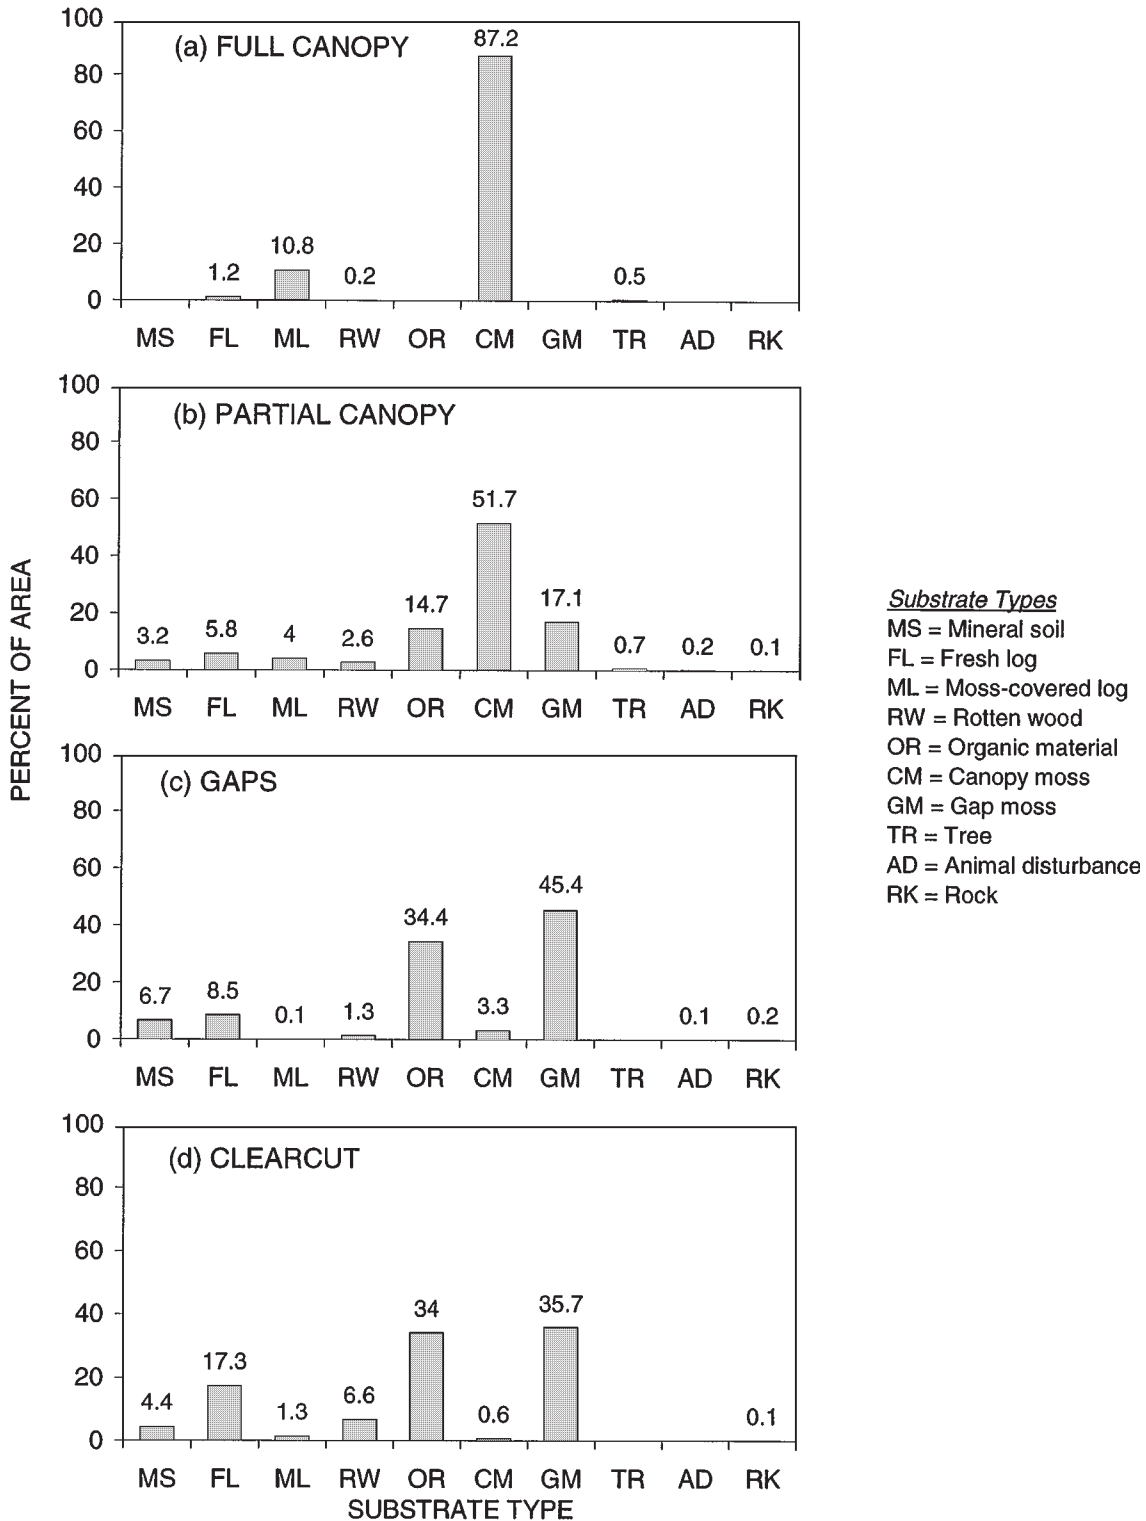 PERCENT OF AREA
100
80
60
40
20
0
(a) FULL CANOPY
1.2 10.8 0.2 87.2 0.5
MS FL ML RW OR CM GM TR AD RK
100
80
60
40
20
0
(b) PARTIAL CANOPY
3.2 5.8 4 2.6 14.7 51.7 17.1 0.7 0.2 0.1
MS FL ML RW OR CM GM TR AD RK
100
80
60
40
20
0
(c) GAPS
6.7 8.5 0.1 1.3 34.4 3.3 45.4 0.1 0.2
MS FL ML RW OR CM GM TR AD RK
100
80
60
40
20
0
(d) CLEARCUT
4.4 17.3 1.3 6.6 34 0.6 35.7 0.1
MS FL ML RW OR CM GM TR AD RK
SUBSTRATE TYPE
Substrate Types
MS = Mineral soil
FL = Fresh log
ML = Moss-covered log
RW = Rotten wood
OR = Organic material
CM = Canopy moss
GM = Gap moss
TR = Tree
AD = Animal disturbance
RK = Rock